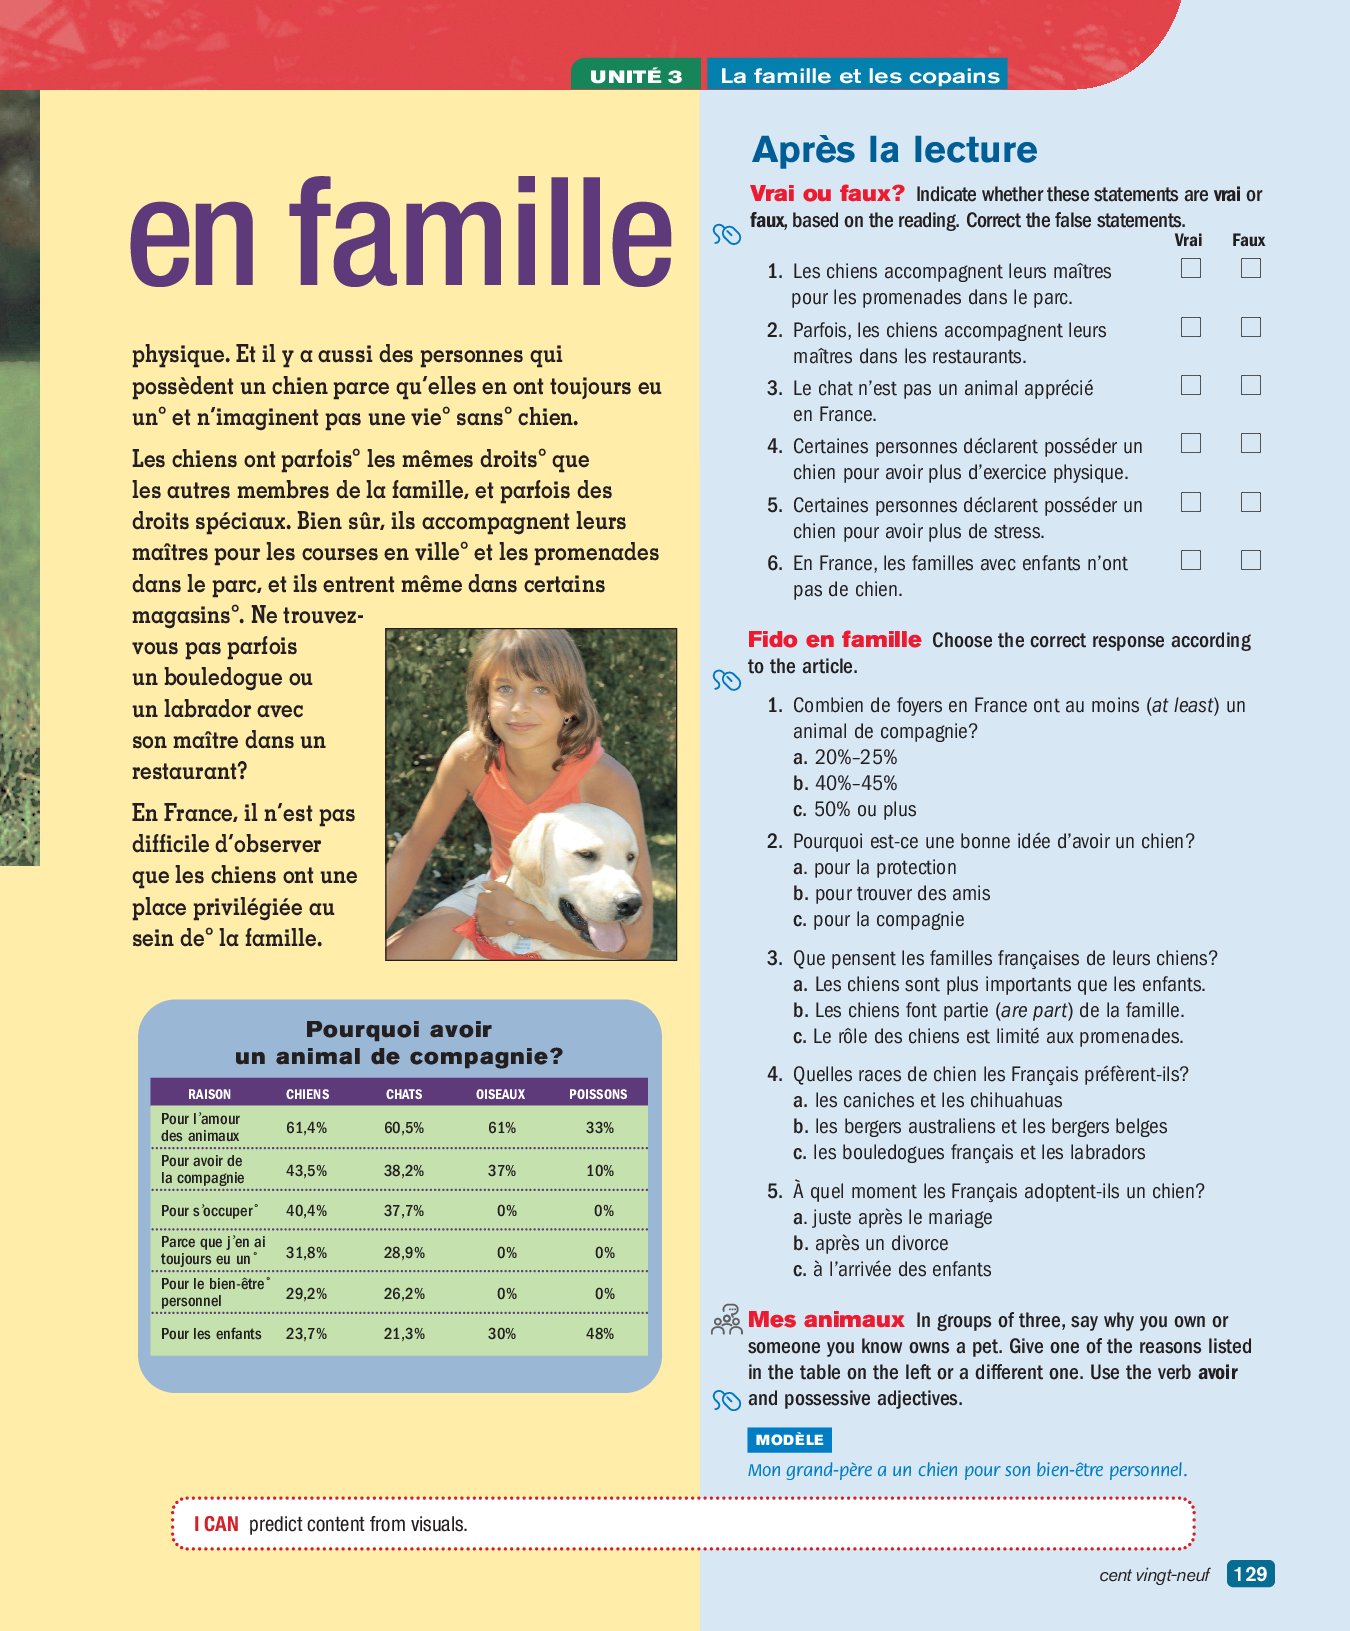 UNITÉ 3 La famille et les copains
en famille
physique. Et il y a aussi des personnes qui
possèdent un chien parce qu’elles en ont toujours eu
un° et n’imaginent pas une vie° sans° chien.
Les chiens ont parfois° les mêmes droits° que
les autres membres de la famille, et parfois des
droits spéciaux. Bien sûr, ils accompagnent leurs
maîtres pour les courses en ville° et les promenades
dans le parc, et ils entrent même dans certains
magasins°. Ne trouvez-
vous pas parfois
un bouledogue ou
un labrador avec
son maître dans un
restaurant?
En France, il n’est pas
difficile d’observer
que les chiens ont une
place privilégiée au
sein de° la famille.
Pourquoi avoir
un animal de compagnie?
RAISON CHIENS CHATS OISEAUX POISSONS
Pour l’amour
des animaux 61,4% 60,5% 61% 33%
Pour avoir de
la compagnie 43,5% 38,2% 37% 10%
Pour s’occuper° 40,4% 37,7% 0% 0%
Parce que j’en ai
toujours eu un° 31,8% 28,9% 0% 0%
Pour le bien-être°
personnel 29,2% 26,2% 0% 0%
Pour les enfants 23,7% 21,3% 30% 48%
Après la lecture
Vrai ou faux? Indicate whether these statements are vrai or
faux, based on the reading. Correct the false statements.
Vrai Faux
1. Les chiens accompagnent leurs maîtres
pour les promenades dans le parc.
2. Parfois, les chiens accompagnent leurs
maîtres dans les restaurants.
3. Le chat n’est pas un animal apprécié
en France.
4. Certaines personnes déclarent posséder un
chien pour avoir plus d’exercice physique.
5. Certaines personnes déclarent posséder un
chien pour avoir plus de stress.
6. En France, les familles avec enfants n’ont
pas de chien.
Fido en famille Choose the correct response according
to the article.
1. Combien de foyers en France ont au moins (at least) un
animal de compagnie?
a. 20%–25%
b. 40%–45%
c. 50% ou plus
2. Pourquoi est-ce une bonne idée d’avoir un chien?
a. pour la protection
b. pour trouver des amis
c. pour la compagnie
3. Que pensent les familles françaises de leurs chiens?
a. Les chiens sont plus importants que les enfants.
b. Les chiens font partie (are part) de la famille.
c. Le rôle des chiens est limité aux promenades.
4. Quelles races de chien les Français préfèrent-ils?
a. les caniches et les chihuahuas
b. les bergers australiens et les bergers belges
c. les bouledogues français et les labradors
5. À quel moment les Français adoptent-ils un chien?
a. juste après le mariage
b. après un divorce
c. à l’arrivée des enfants
Mes animaux In groups of three, say why you own or
someone you know owns a pet. Give one of the reasons listed
in the table on the left or a different one. Use the verb avoir
and possessive adjectives.
MODÈLE
Mon grand-père a un chien pour son bien-être personnel.
I CAN predict content from visuals.
cent vingt-neuf 129